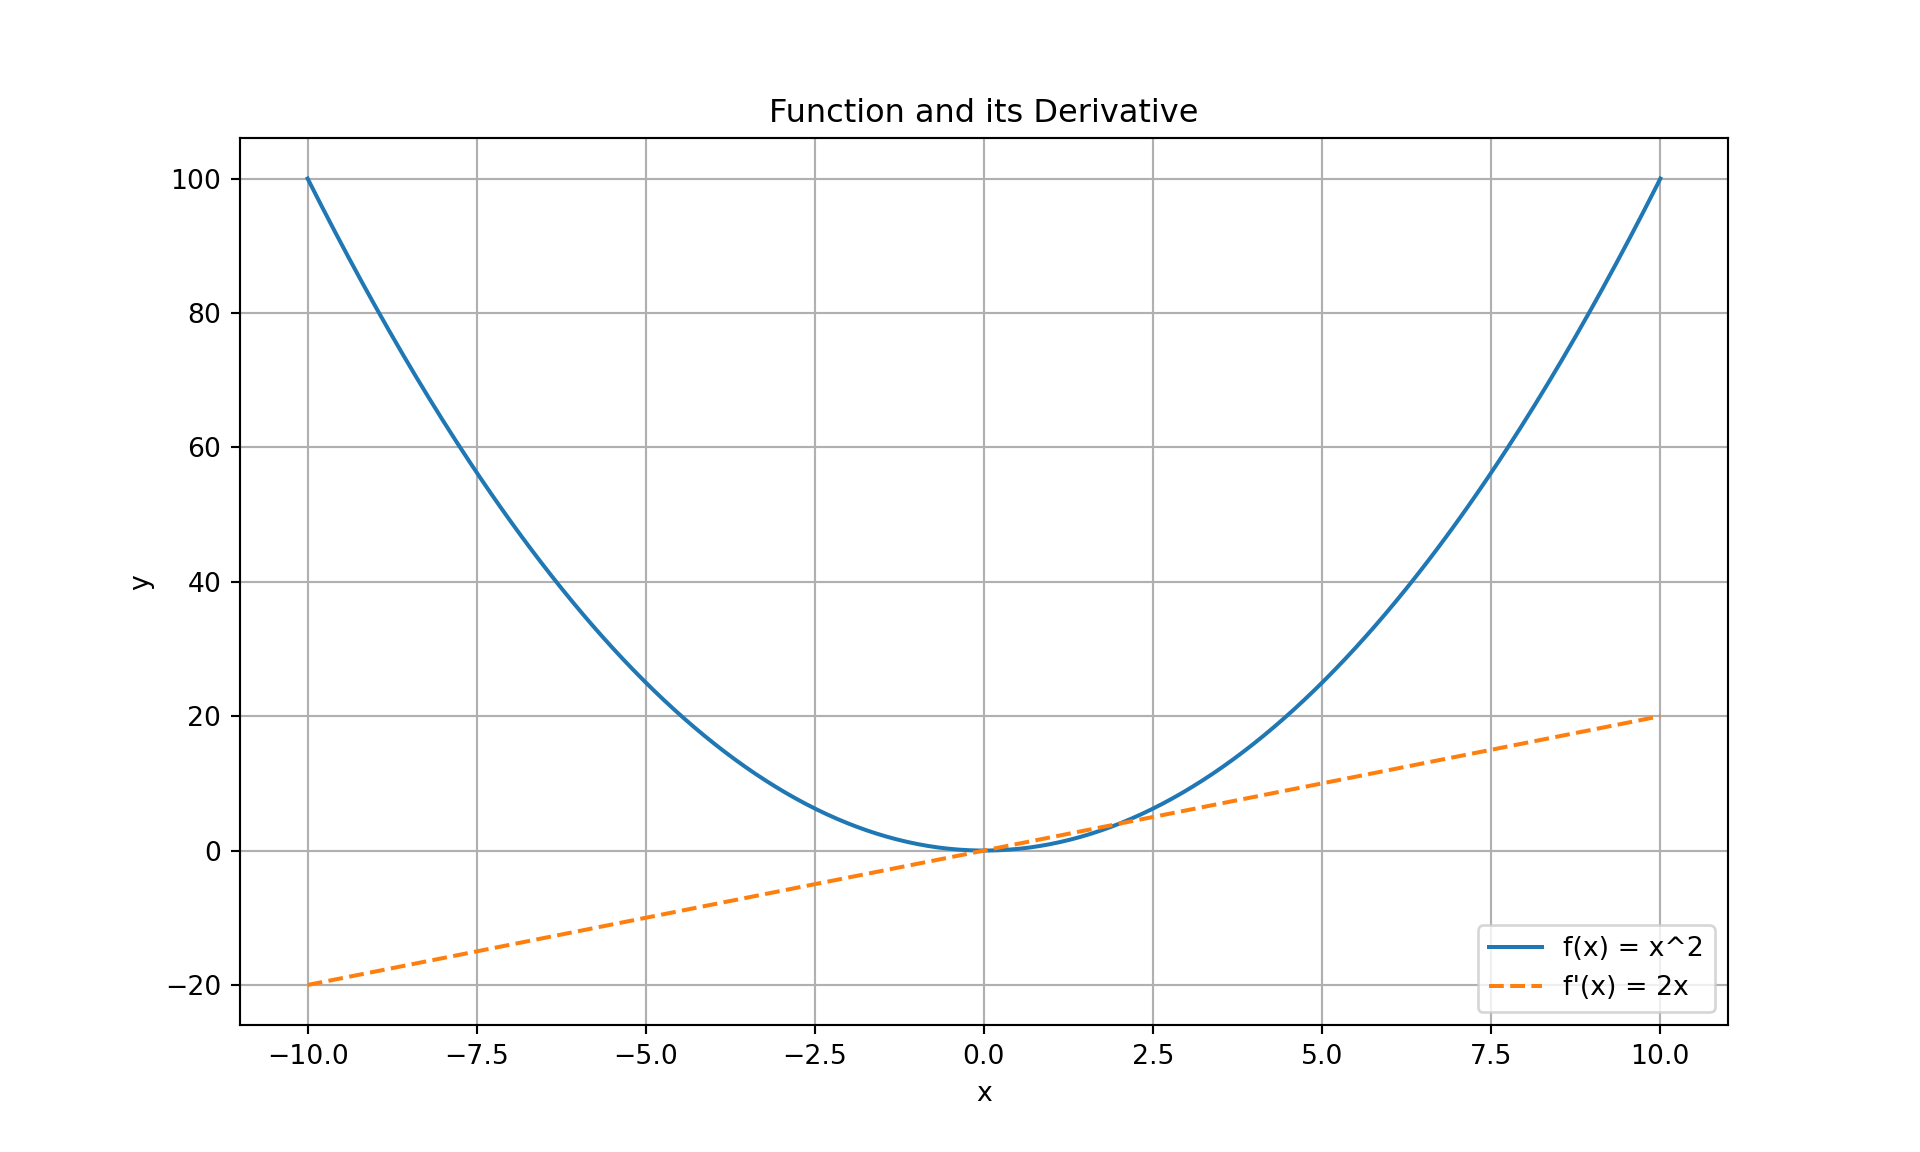 Function and its Derivative
100
80
60
40
20
0
−20
y
−10.0 −7.5 −5.0 −2.5 0.0 2.5 5.0 7.5 10.0
x
f(x) = x^2
f'(x) = 2x